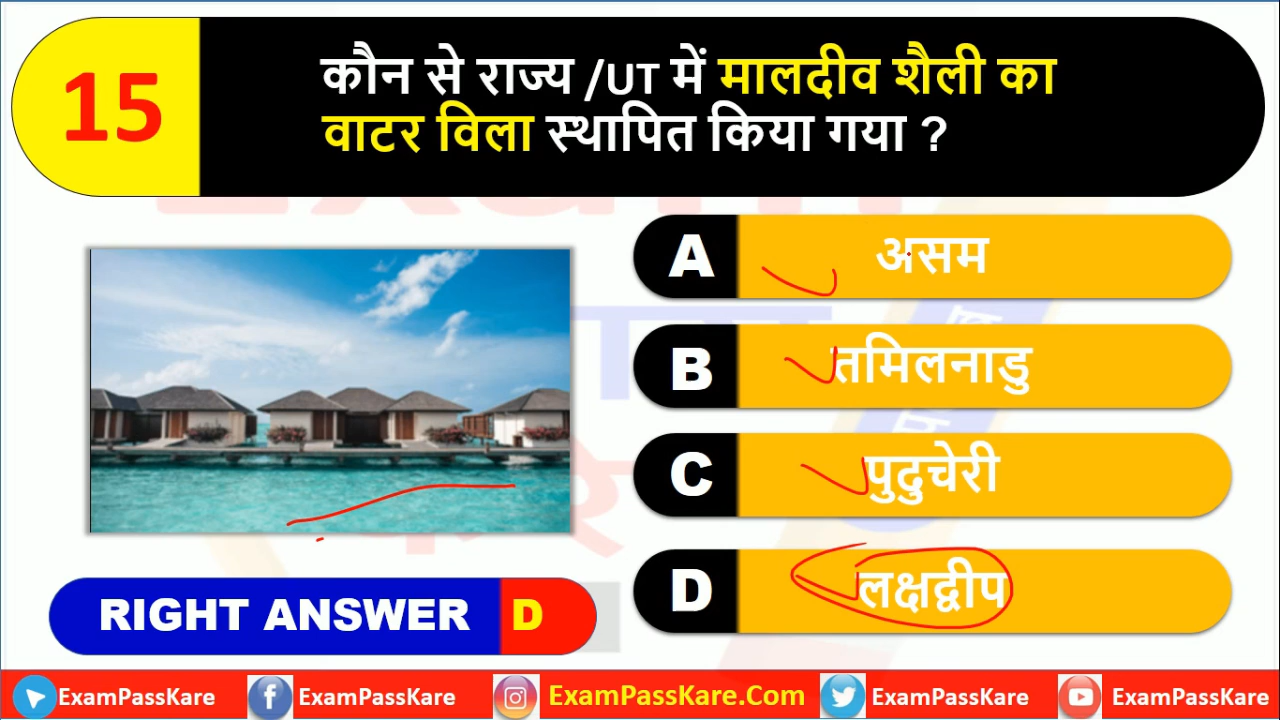 15
कौन से राज्य /UT में मालदीव शैली का
वाटर विला स्थापित किया गया ?
A असम
B तमिलनाडु
C पुदुचेरी
D लक्षद्वीप
RIGHT ANSWER D
ExamPassKare ExamPassKare ExamPassKare.Com ExamPassKare ExamPassKare